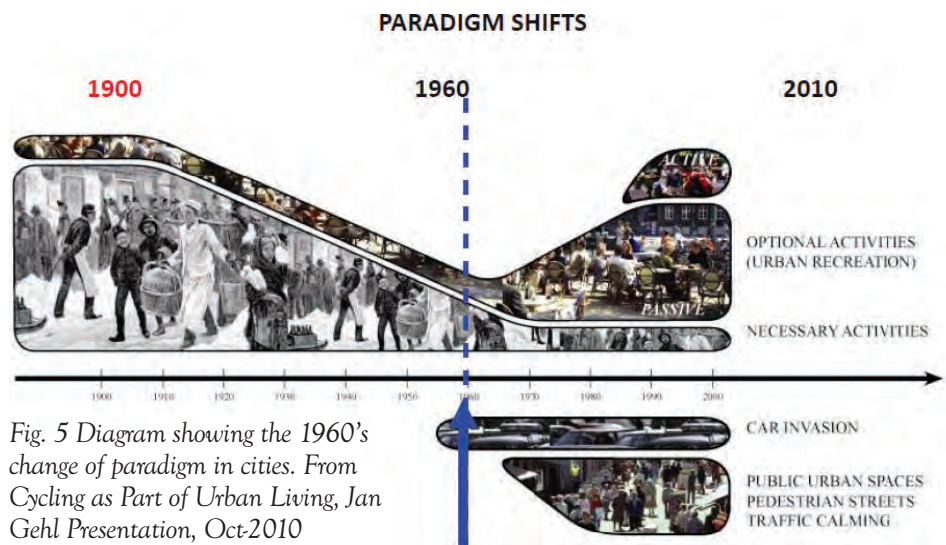 PARADIGM SHIFTS
1900
1960
2010
ACTIVE
OPTIONAL ACTIVITIES
(URBAN RECREATION)
PASSIVE
NECESSARY ACTIVITIES
1900 1910 1920 1930 1940 1950 1960 1970 1980 1990 2000
Fig. 5 Diagram showing the 1960's
change of paradigm in cities. From
Cycling as Part of Urban Living, Jan
Gehl Presentation, Oct-2010
CAR INVASION
PUBLIC URBAN SPACES
PEDESTRIAN STREETS
TRAFFIC CALMING